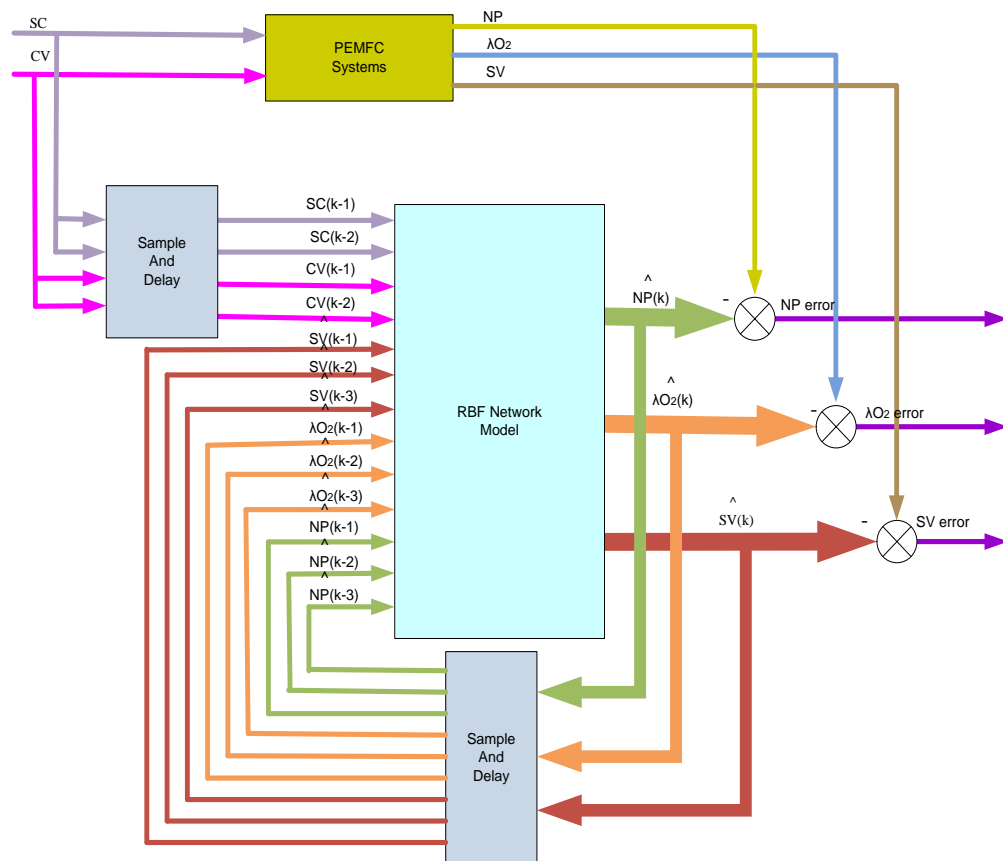 SC
CV
PEMFC
Systems
NP
λO₂
SV
Sample
And
Delay
SC(k-1)
SC(k-2)
CV(k-1)
CV(k-2)
^
SV(k-1)
^
SV(k-2)
^
SV(k-3)
^
λO₂(k-1)
^
λO₂(k-2)
^
λO₂(k-3)
^
NP(k-1)
^
NP(k-2)
^
NP(k-3)
RBF Network
Model
^
NP(k)
-
NP error
^
λO₂(k)
-
λO₂ error
^
SV(k)
-
SV error
Sample
And
Delay